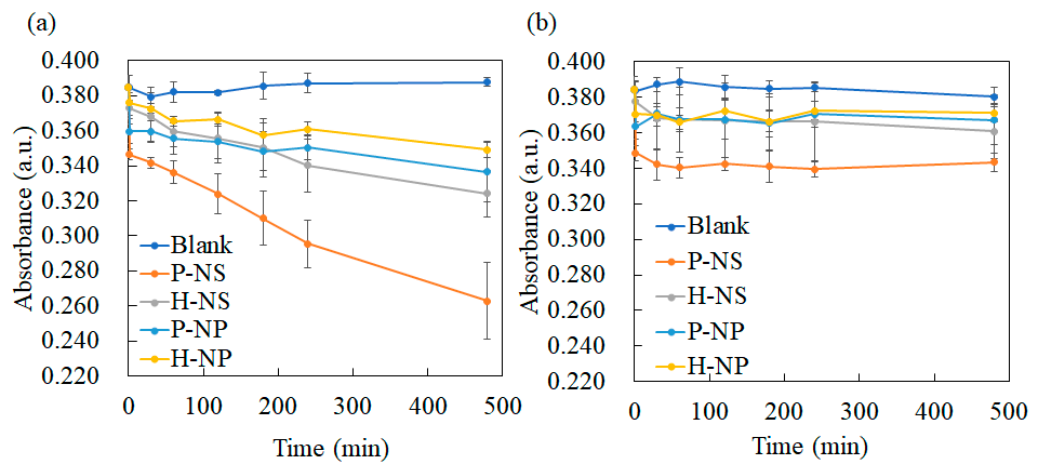 (a)
0.400
0.380
0.360
0.340
0.320
0.300
0.280
0.260
0.240
0.220
Absorbance (a.u.)
Blank
P-NS
H-NS
P-NP
H-NP
0 100 200 300 400 500
Time (min)
(b)
0.400
0.380
0.360
0.340
0.320
0.300
0.280
0.260
0.240
0.220
Absorbance (a.u.)
Blank
P-NS
H-NS
P-NP
H-NP
0 100 200 300 400 500
Time (min)